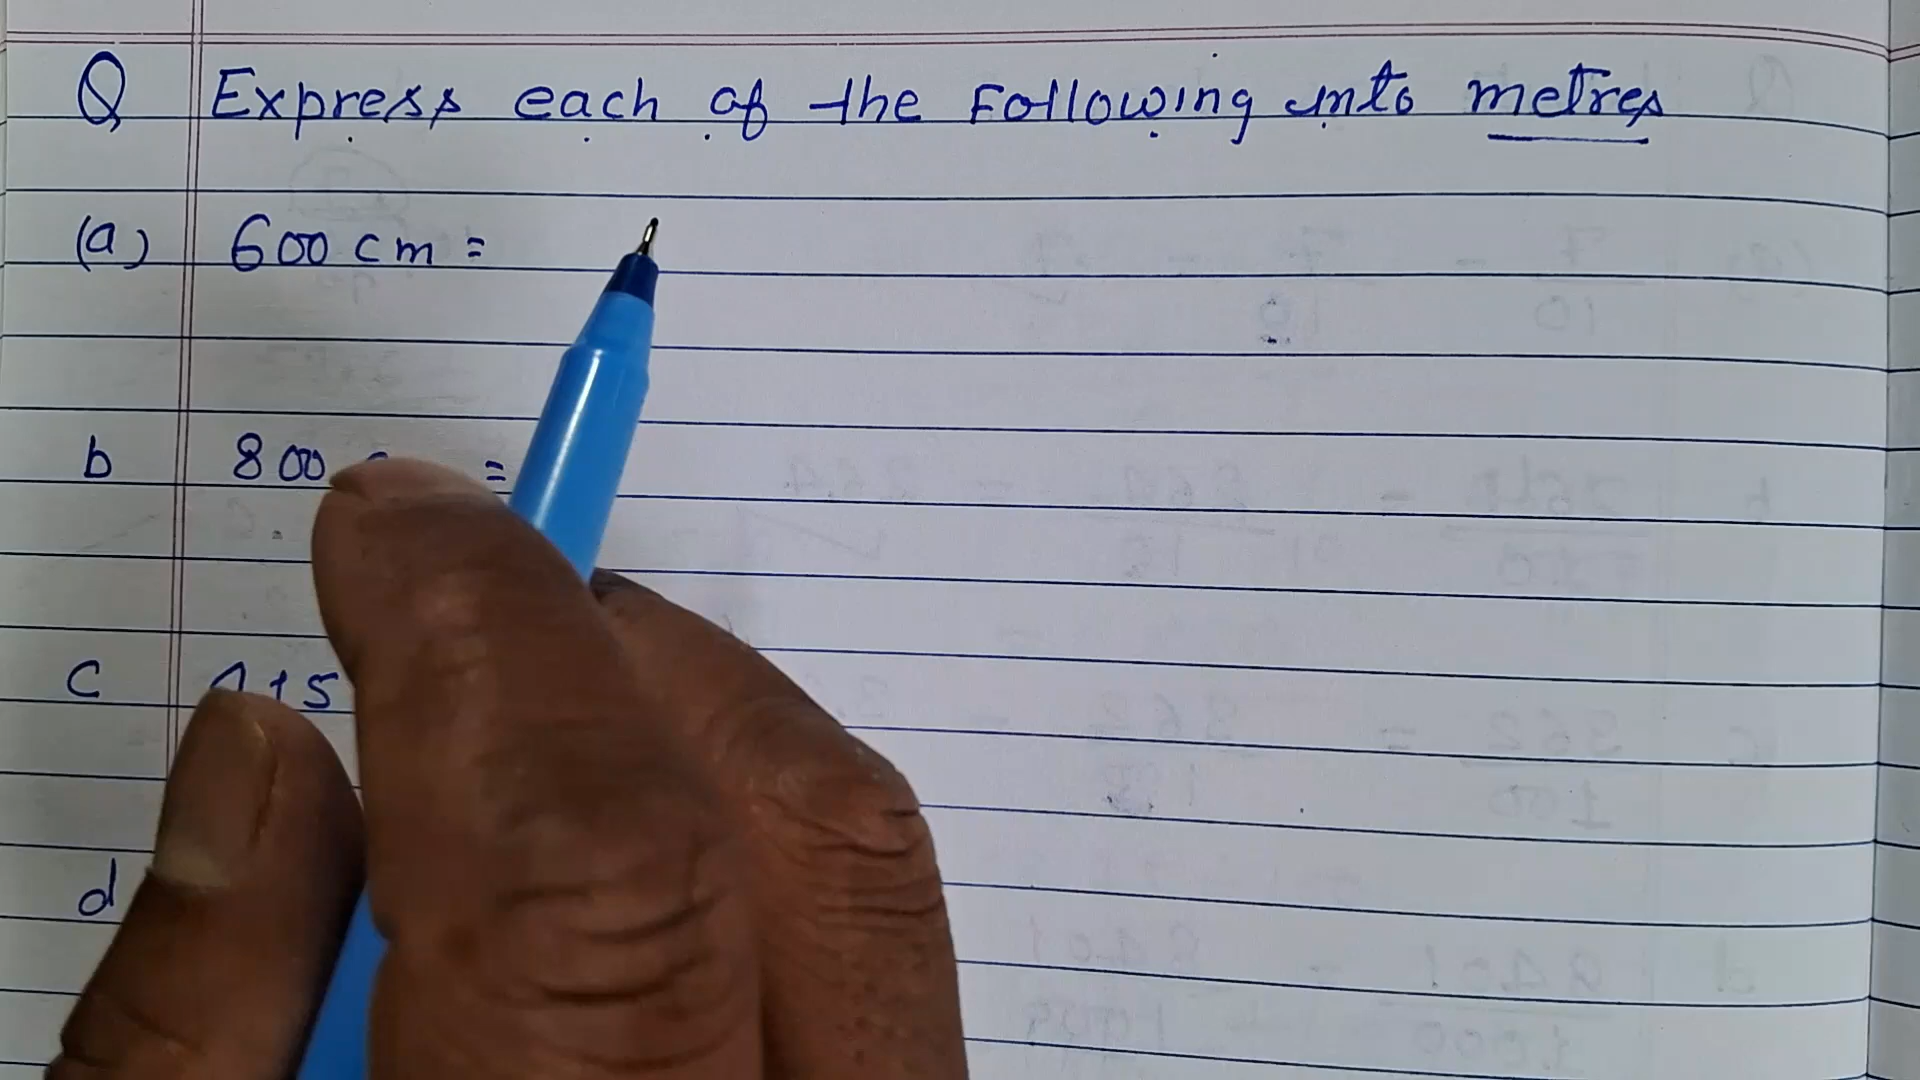 Q Express each of the Following into metres
(a) 600 cm =
b 800 =
c
d